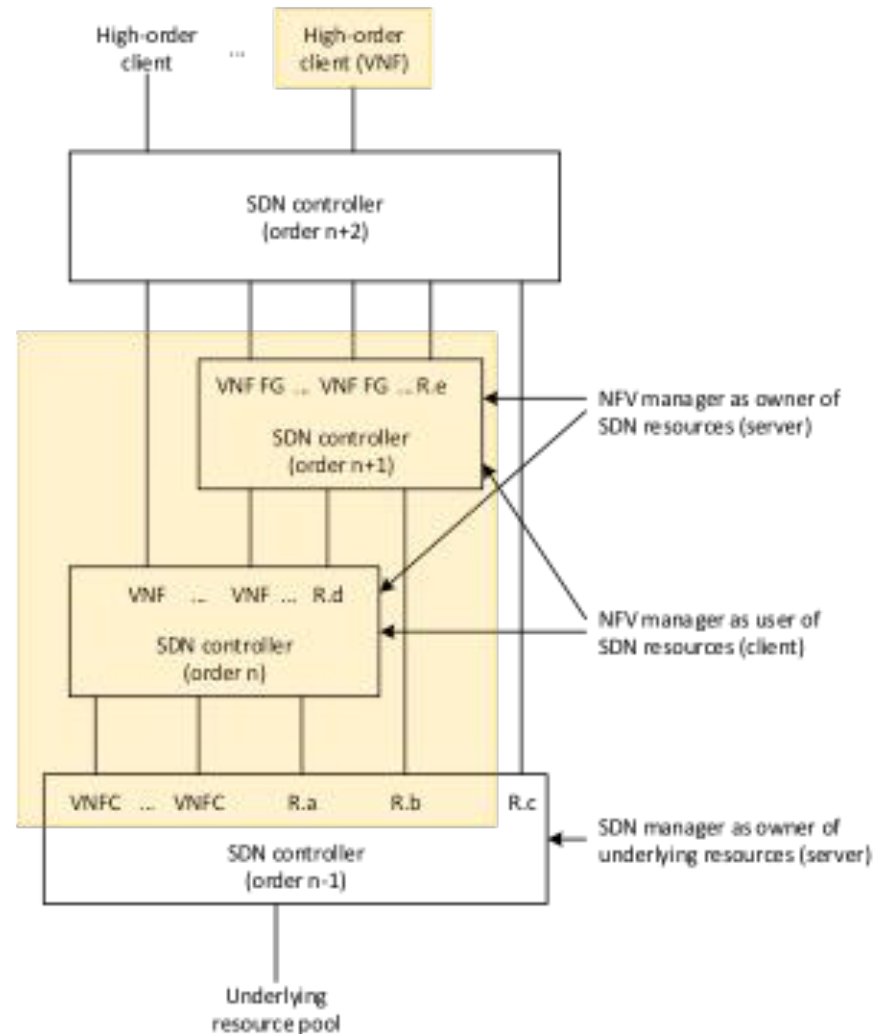 High-order
client
...
High-order
client (VNF)
SDN controller
(order n+2)
VNF FG ... VNF FG ... R.e
SDN controller
(order n+1)
NFV manager as owner of
SDN resources (server)
VNF ... VNF ... R.d
SDN controller
(order n)
NFV manager as user of
SDN resources (client)
VNFC ... VNFC R.a R.b R.c
SDN controller
(order n-1)
SDN manager as owner of
underlying resources (server)
Underlying
resource pool